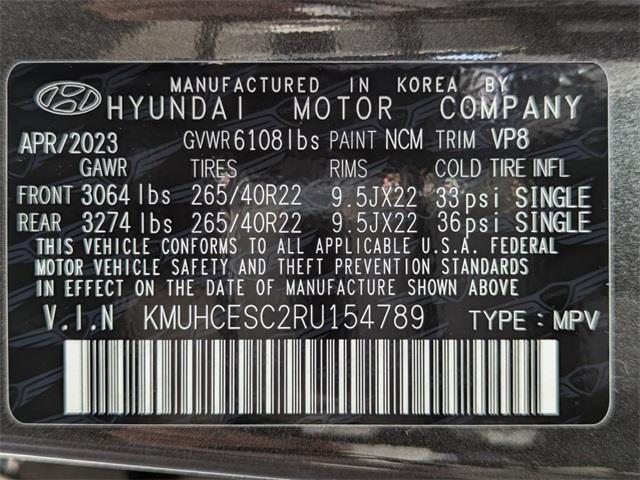 MANUFACTURED IN KOREA BY
HYUNDAI MOTOR COMPANY
APR/2023 GVWR 6108lbs PAINT NCM TRIM VP8
GAWR TIRES RIMS COLD TIRE INFL
FRONT 3064 lbs 265/40R22 9.5JX22 33psi SINGLE
REAR 3274 lbs 265/40R22 9.5JX22 36psi SINGLE
THIS VEHICLE CONFORMS TO ALL APPLICABLE U.S.A. FEDERAL
MOTOR VEHICLE SAFETY AND THEFT PREVENTION STANDARDS
IN EFFECT ON THE DATE OF MANUFACTURE SHOWN ABOVE.
V.I.N KMUHCESC2RU154789 TYPE : MPV